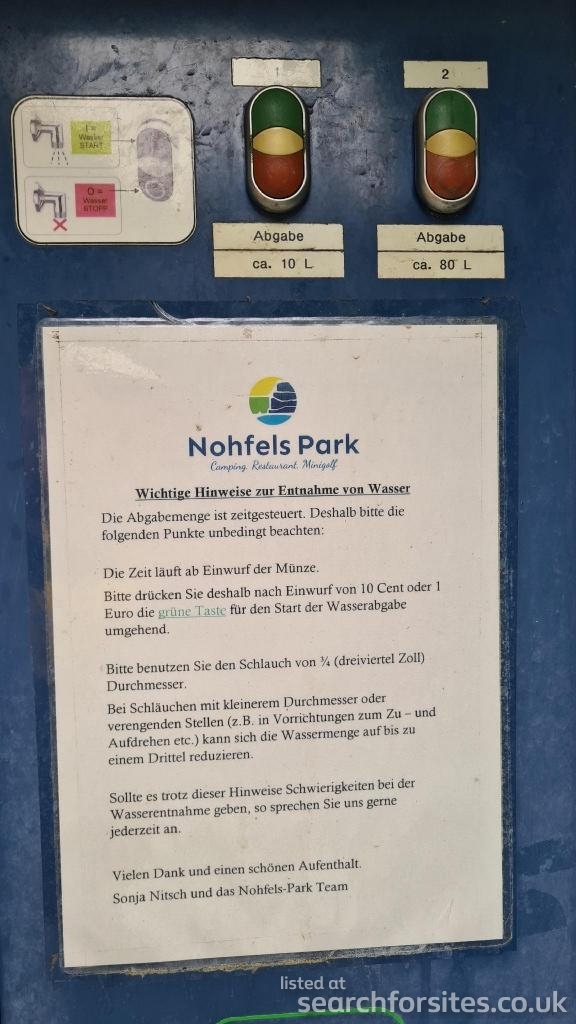 1
2
I =
Wasser
START
O =
Wasser
STOPP
Abgabe
ca. 10 L
Abgabe
ca. 80 L
Nohfels Park
Camping, Restaurant, Minigolf
Wichtige Hinweise zur Entnahme von Wasser
Die Abgabemenge ist zeitgesteuert. Deshalb bitte die
folgenden Punkte unbedingt beachten:
Die Zeit läuft ab Einwurf der Münze.
Bitte drücken Sie deshalb nach Einwurf von 10 Cent oder 1
Euro die grüne Taste für den Start der Wasserabgabe
umgehend.
Bitte benutzen Sie den Schlauch von ¾ (dreiviertel Zoll)
Durchmesser.
Bei Schläuchen mit kleinerem Durchmesser oder
verengenden Stellen (z.B. in Vorrichtungen zum Zu – und
Aufdrehen etc.) kann sich die Wassermenge auf bis zu
einem Drittel reduzieren.
Sollte es trotz dieser Hinweise Schwierigkeiten bei der
Wasserentnahme geben, so sprechen Sie uns gerne
jederzeit an.
Vielen Dank und einen schönen Aufenthalt.
Sonja Nitsch und das Nohfels-Park Team
listed at
searchforsites.co.uk